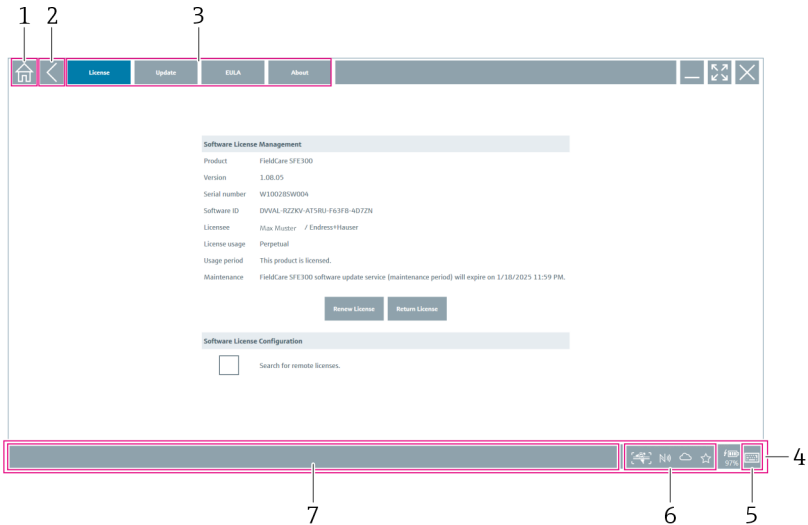 1 2 3
License Update EULA About
Software License Management
Product FieldCare SFE300
Version 1.08.05
Serial number W10028SW004
Software ID DVVAL-RZZKV-AT5RU-F63FB-4D7ZN
Licensee Max Muster / Endress+Hauser
License usage Perpetual
Usage period This product is licensed.
Maintenance FieldCare SFE300 software update service (maintenance period) will expire on 1/18/2025 11:59 PM.
Renew License Return License
Software License Configuration
Search for remote licenses.
97%
4
7 6 5